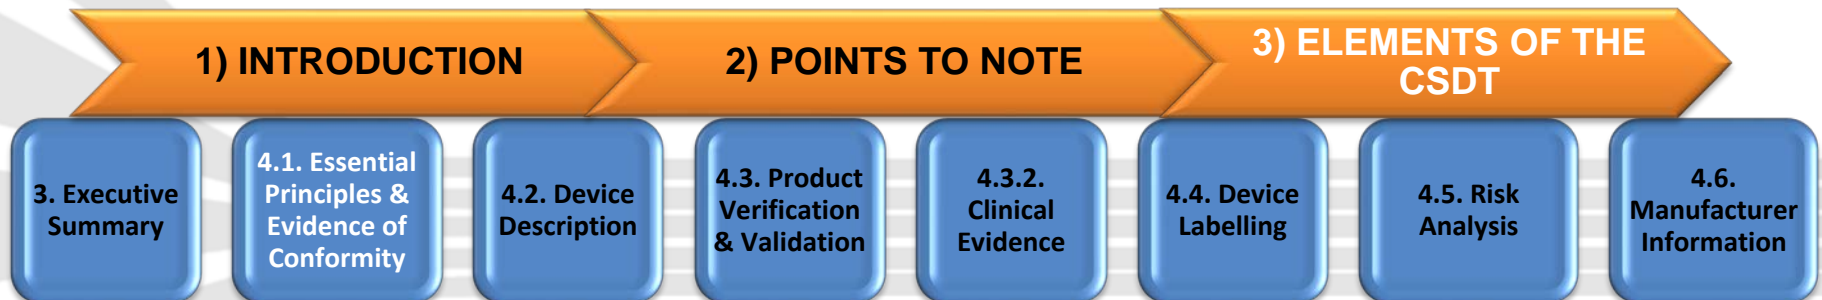 1) INTRODUCTION
2) POINTS TO NOTE
3) ELEMENTS OF THE
CSDT
3. Executive
Summary
4.1. Essential
Principles &
Evidence of
Conformity
4.2. Device
Description
4.3. Product
Verification
& Validation
4.3.2.
Clinical
Evidence
4.4. Device
Labelling
4.5. Risk
Analysis
4.6.
Manufacturer
Information